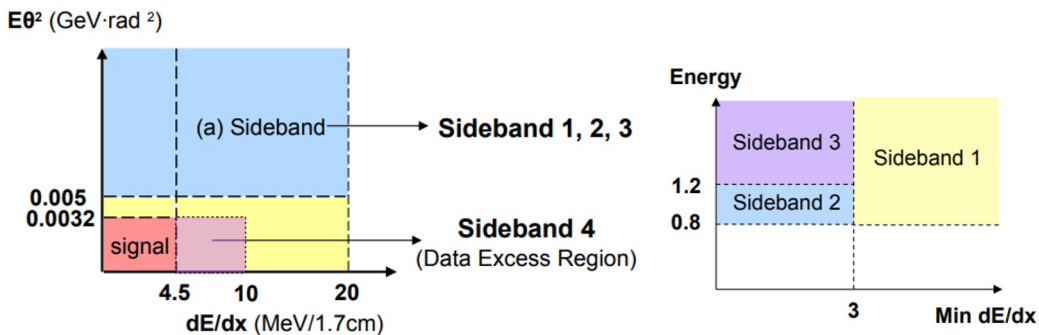 Eθ² (GeV·rad ²)
(a) Sideband
Sideband 1, 2, 3
0.005
0.0032
signal
Sideband 4
(Data Excess Region)
4.5
10
20
dE/dx (MeV/1.7cm)
Energy
Sideband 3
Sideband 1
1.2
Sideband 2
0.8
3
Min dE/dx